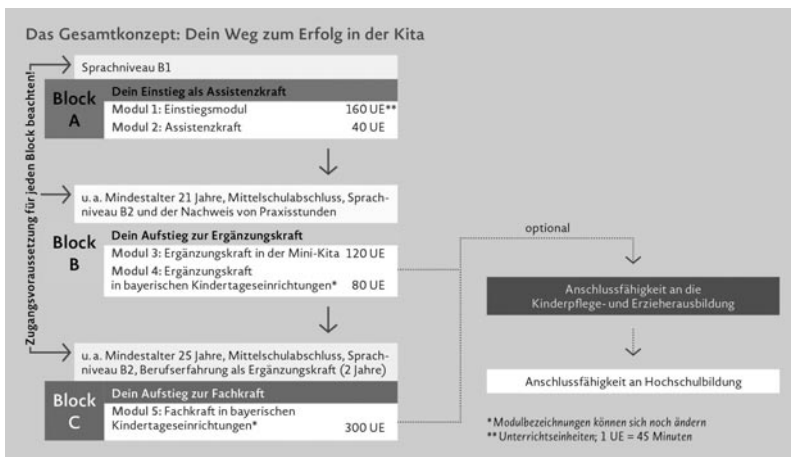 Das Gesamtkonzept: Dein Weg zum Erfolg in der Kita
Zugangsvoraussetzung für jeden Block beachten!
Sprachniveau B1
Block
A
Dein Einstieg als Assistenzkraft
Modul 1: Einstiegsmodul 160 UE**
Modul 2: Assistenzkraft 40 UE
u. a. Mindestalter 21 Jahre, Mittelschulabschluss, Sprach-
niveau B2 und der Nachweis von Praxisstunden
Block
B
Dein Aufstieg zur Ergänzungskraft
Modul 3: Ergänzungskraft in der Mini-Kita 120 UE
Modul 4: Ergänzungskraft
in bayerischen Kindertageseinrichtungen* 80 UE
u. a. Mindestalter 25 Jahre, Mittelschulabschluss, Sprach-
niveau B2, Berufserfahrung als Ergänzungskraft (2 Jahre)
Block
C
Dein Aufstieg zur Fachkraft
Modul 5: Fachkraft in bayerischen
Kindertageseinrichtungen* 300 UE
optional
Anschlussfähigkeit an die
Kinderpflege- und Erzieherausbildung
Anschlussfähigkeit an Hochschulbildung
* Modulbezeichnungen können sich noch ändern
** Unterrichtseinheiten; 1 UE = 45 Minuten